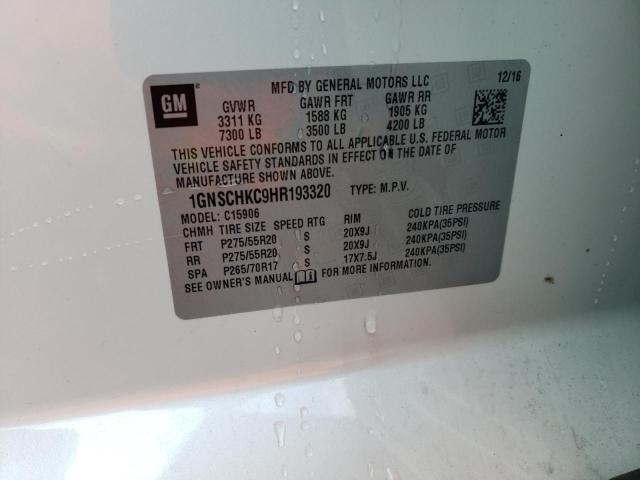 GM
MFD BY GENERAL MOTORS LLC 12/16
GVWR GAWR FRT GAWR RR
3311 KG 1588 KG 1905 KG
7300 LB 3500 LB 4200 LB
THIS VEHICLE CONFORMS TO ALL APPLICABLE U.S. FEDERAL MOTOR
VEHICLE SAFETY STANDARDS IN EFFECT ON THE DATE OF
MANUFACTURE SHOWN ABOVE.
1GNSCHKC9HR193320 TYPE: M.P.V.
MODEL: C15906
CHMH TIRE SIZE SPEED RTG RIM COLD TIRE PRESSURE
FRT P275/55R20 S 20X9J 240KPA(35PSI)
RR P275/55R20 S 20X9J 240KPA(35PSI)
SPA P265/70R17 S 17X7.5J 240KPA(35PSI)
SEE OWNER'S MANUAL FOR MORE INFORMATION.